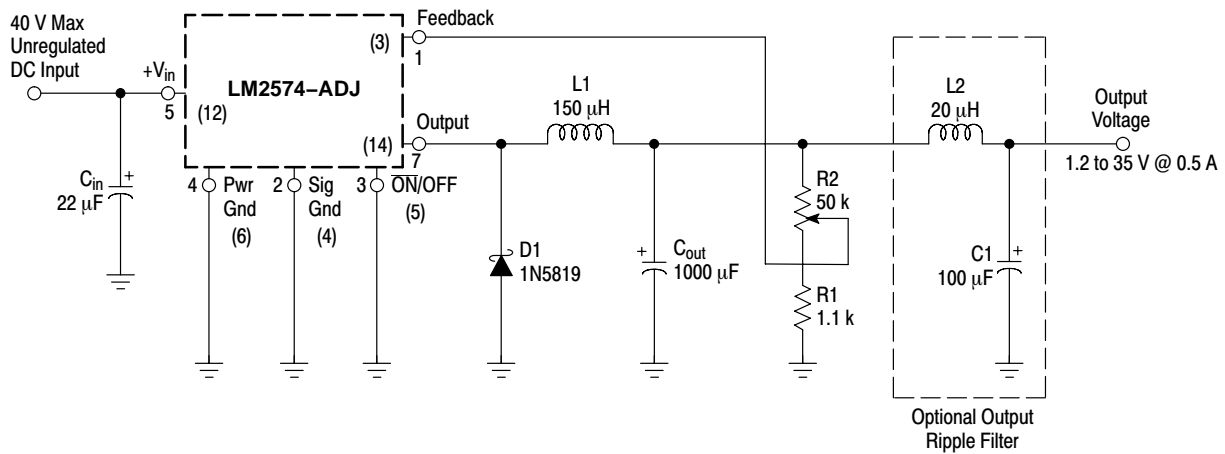 40 V Max
Unregulated
DC Input
+Vin
5
(12)
LM2574–ADJ
(3)
Feedback
1
(14)
Output
7
Cin
22 μF
+
4
Pwr
Gnd
(6)
2
Sig
Gnd
(4)
3
ON/OFF
(5)
D1
1N5819
L1
150 μH
+
Cout
1000 μF
R2
50 k
R1
1.1 k
L2
20 μH
C1
100 μF
+
Output
Voltage
1.2 to 35 V @ 0.5 A
Optional Output
Ripple Filter